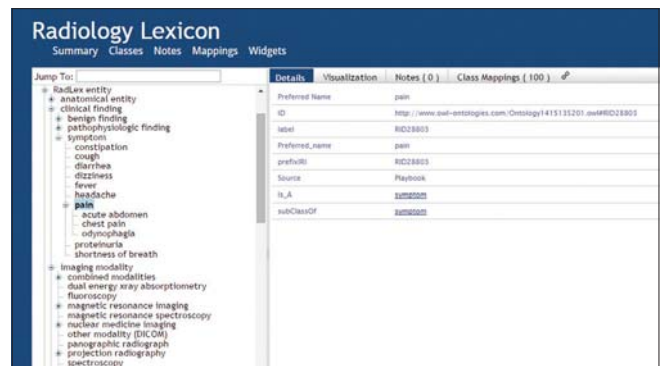 Radiology Lexicon
Summary Classes Notes Mappings Widgets
Jump To:
RadLex entity
anatomical entity
clinical finding
benign finding
pathophysiologic finding
symptom
constipation
cough
diarrhea
dizziness
fever
headache
pain
acute abdomen
chest pain
odynophagia
proteinuria
shortness of breath
imaging modality
combined modalities
dual energy xray absorptiometry
fluoroscopy
magnetic resonance imaging
magnetic resonance spectroscopy
nuclear medicine imaging
other modality (DICOM)
panographic radiograph
projection radiography
spectroscopy
Details Visualization Notes ( 0 ) Class Mappings ( 100 )
Preferred Name pain
ID http://www.owl-ontologies.com/Ontology1415135201.owl#RID28803
label RID28803
Preferred_name pain
prefixIRI RID28803
Source Playbook
Is_A symptom
subClassOf symptom